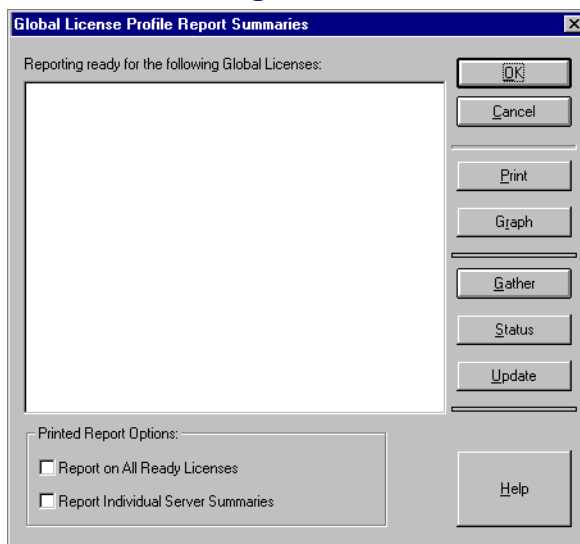 Global License Profile Report Summaries
Reporting ready for the following Global Licenses:
OK
Cancel
Print
Graph
Gather
Status
Update
Printed Report Options:
Report on All Ready Licenses
Report Individual Server Summaries
Help